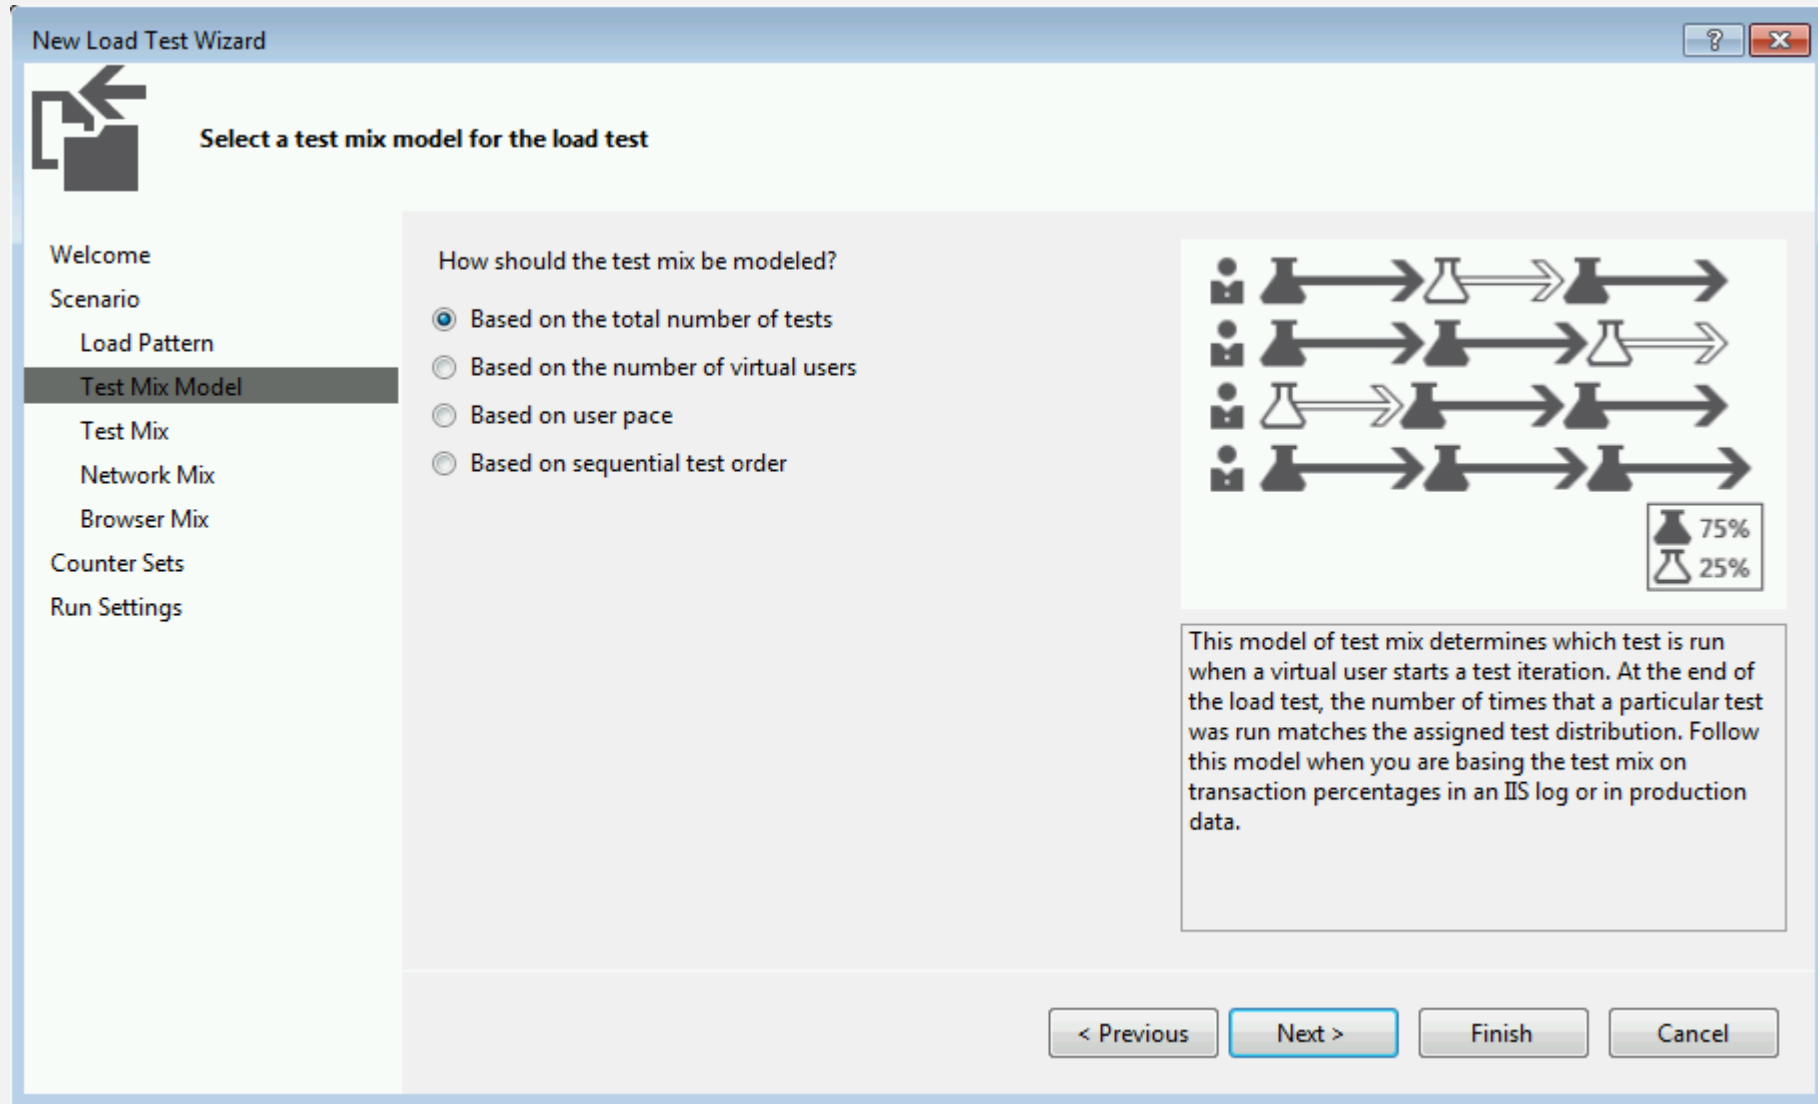 New Load Test Wizard
?
Select a test mix model for the load test
Welcome
Scenario
Load Pattern
Test Mix Model
Test Mix
Network Mix
Browser Mix
Counter Sets
Run Settings
How should the test mix be modeled?
Based on the total number of tests
Based on the number of virtual users
Based on user pace
Based on sequential test order
75%
25%
This model of test mix determines which test is run
when a virtual user starts a test iteration. At the end of
the load test, the number of times that a particular test
was run matches the assigned test distribution. Follow
this model when you are basing the test mix on
transaction percentages in an IIS log or in production
data.
< Previous
Next >
Finish
Cancel